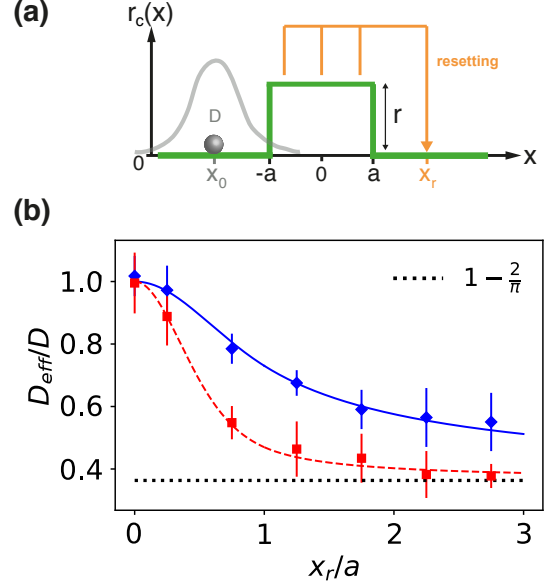 (a)
r_c(x)
resetting
D
r
0
x_0
-a
0
a
x_r
x
(b)
1 − 2/π
D_eff/D
1.0
0.8
0.6
0.4
0
1
2
3
x_r/a